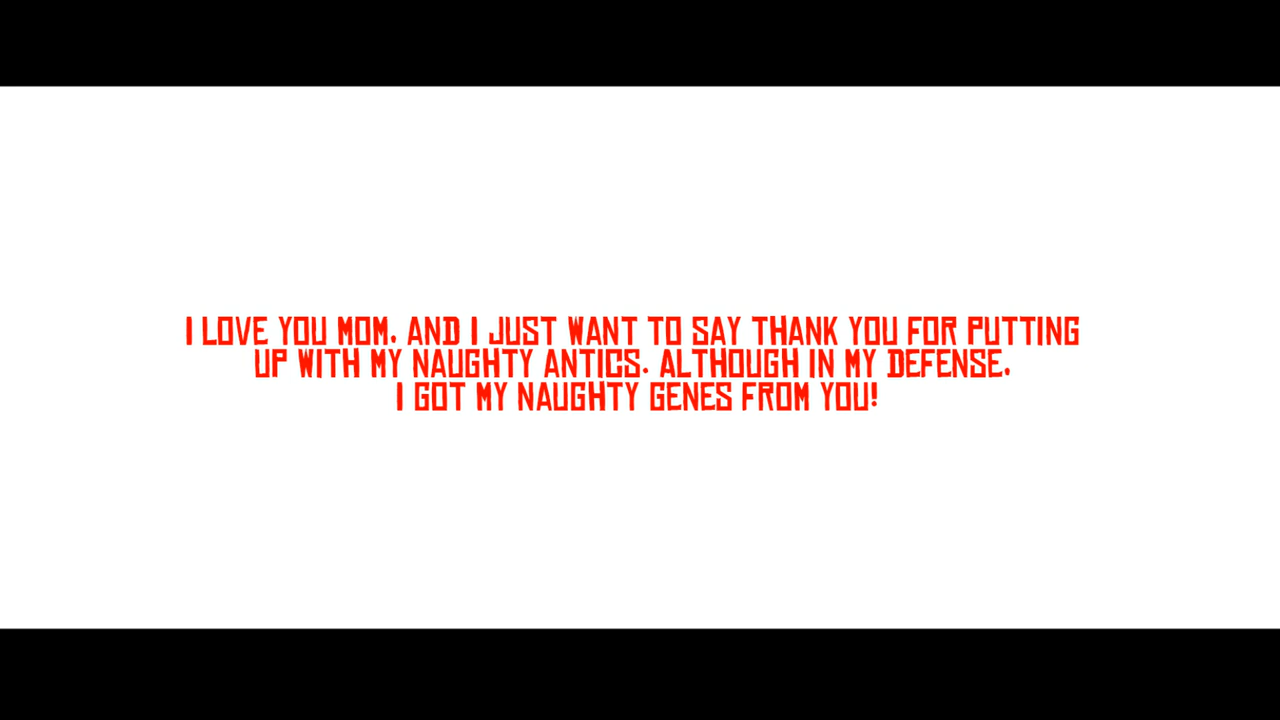 I LOVE YOU MOM, AND I JUST WANT TO SAY THANK YOU FOR PUTTING
UP WITH MY NAUGHTY ANTICS. ALTHOUGH IN MY DEFENSE,
I GOT MY NAUGHTY GENES FROM YOU!